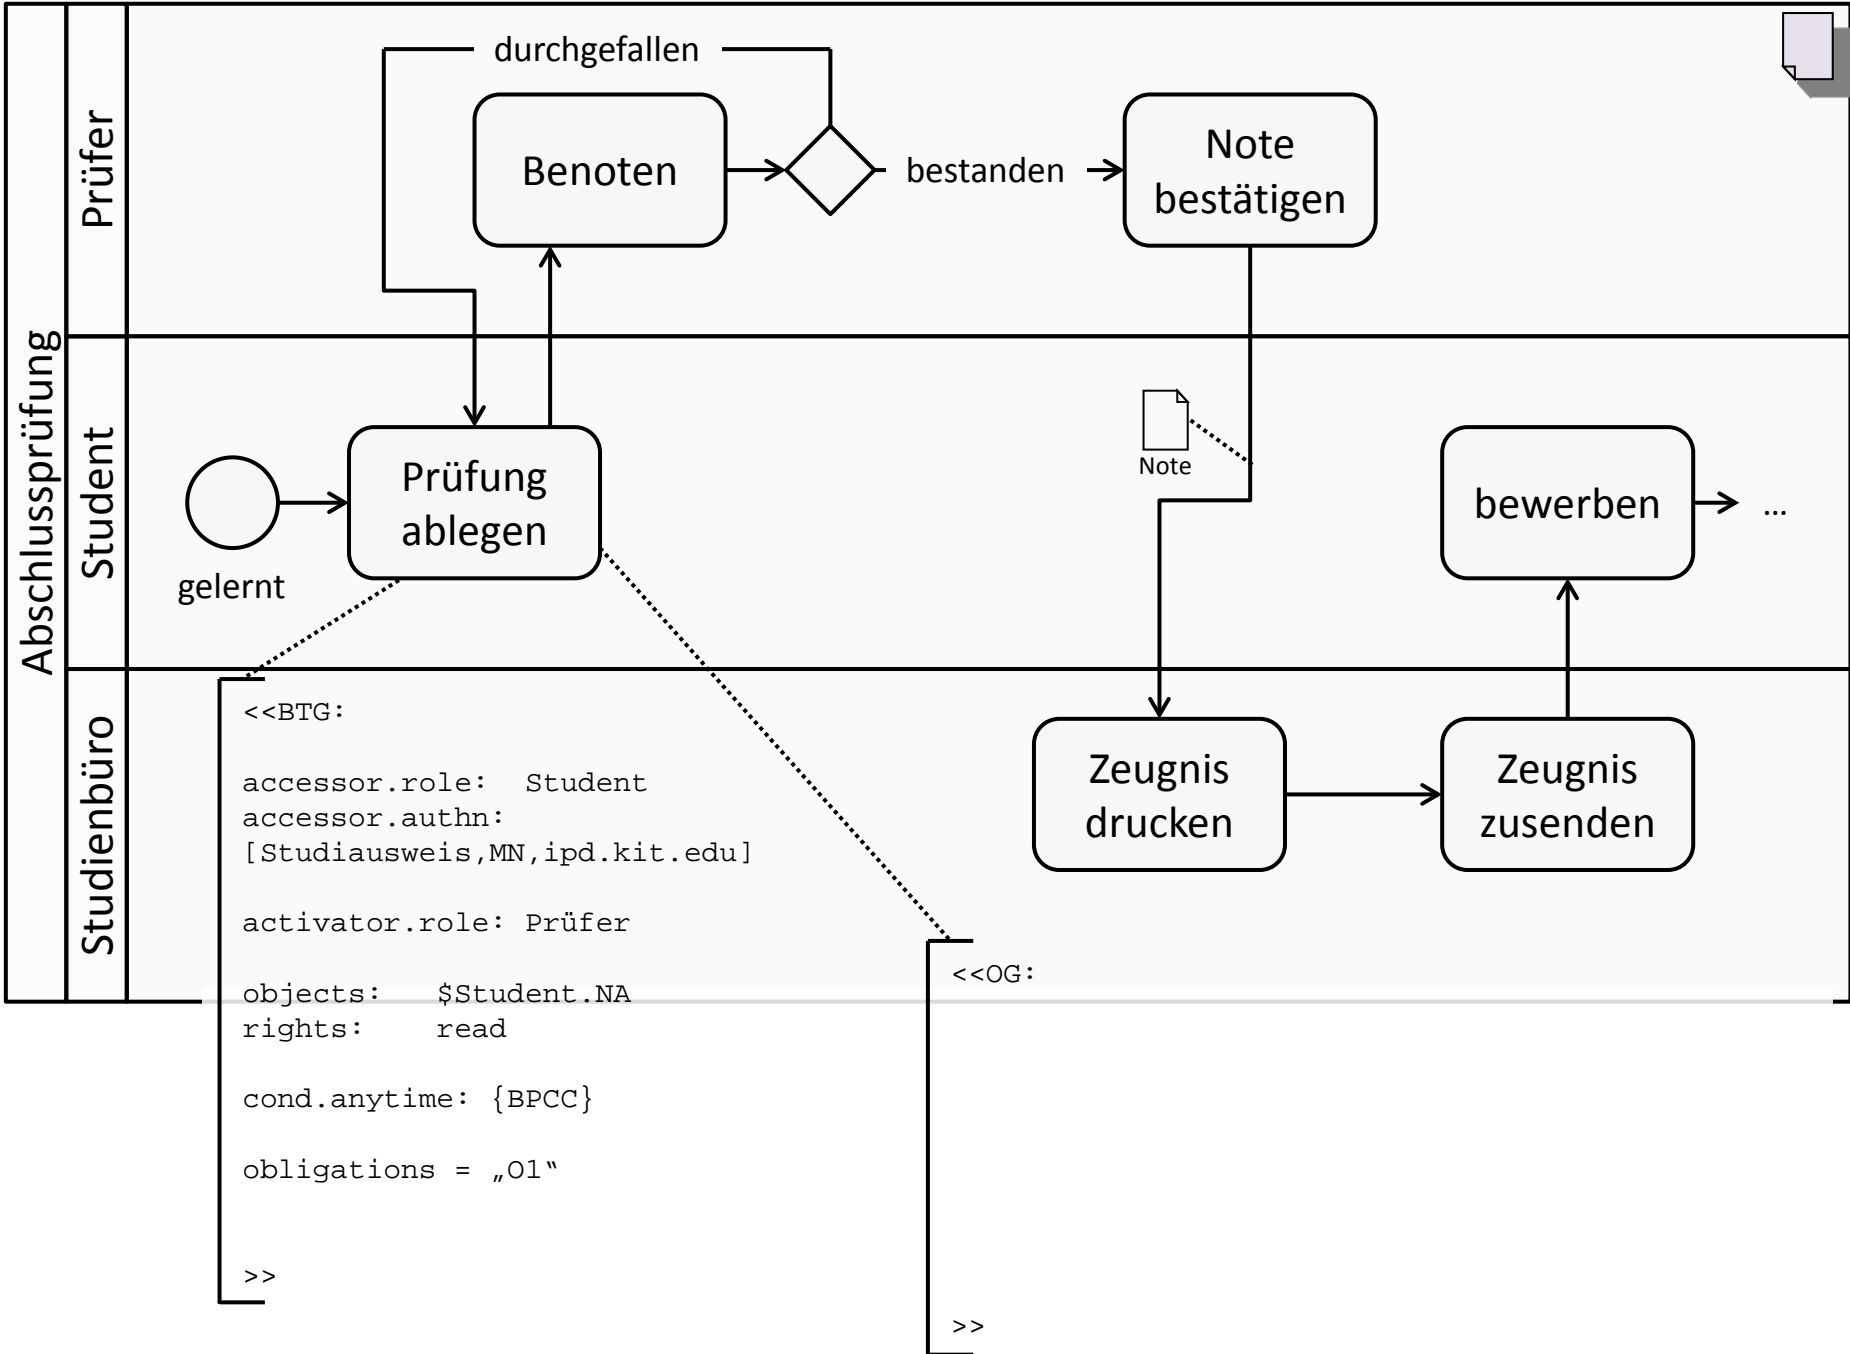 Abschlussprüfung
Prüfer
durchgefallen
Benoten
bestanden
Note
bestätigen
Student
gelernt
Prüfung
ablegen
Note
bewerben
...
Studienbüro
<<BTG:
accessor.role:  Student
accessor.authn:
[Studiausweis,MN,ipd.kit.edu]
activator.role: Prüfer
objects:   $Student.NA
rights:    read
cond.anytime: {BPCC}
obligations = „O1“
>>
<<OG:
>>
Zeugnis
drucken
Zeugnis
zusenden